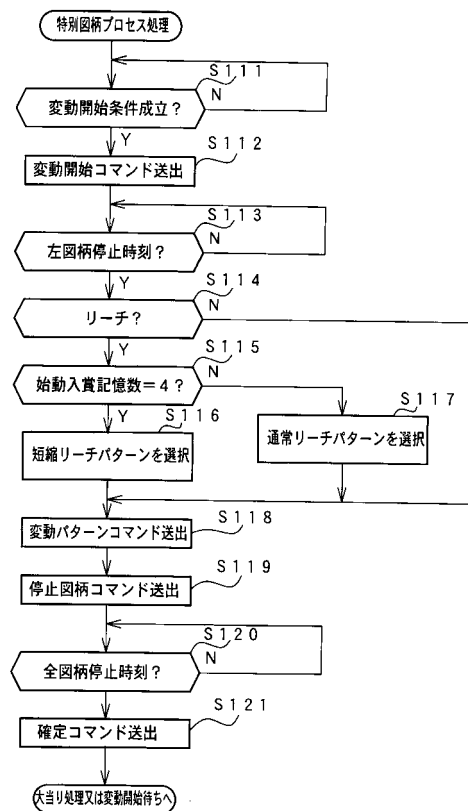 特別図柄プロセス処理
S111
変動開始条件成立?
N
Y
S112
変動開始コマンド送出
S113
左図柄停止時刻?
N
Y
S114
リーチ?
N
Y
S115
始動入賞記憶数=4?
N
Y
S116
短縮リーチパターンを選択
S117
通常リーチパターンを選択
S118
変動パターンコマンド送出
S119
停止図柄コマンド送出
S120
全図柄停止時刻?
N
S121
確定コマンド送出
大当り処理又は変動開始待ちへ